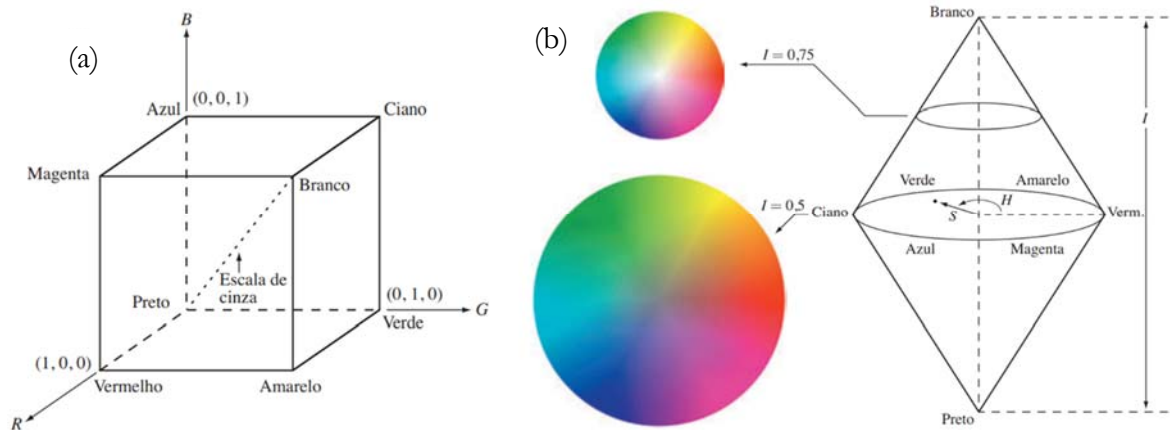 (a)
B
Azul
(0, 0, 1)
Ciano
Magenta
Branco
Escala de
cinza
Preto
(0, 1, 0)
G
Verde
(1, 0, 0)
Vermelho
Amarelo
R
(b)
Branco
I = 0,75
I
Verde
Amarelo
I = 0,5
Ciano
H
S
Verm.
Azul
Magenta
Preto